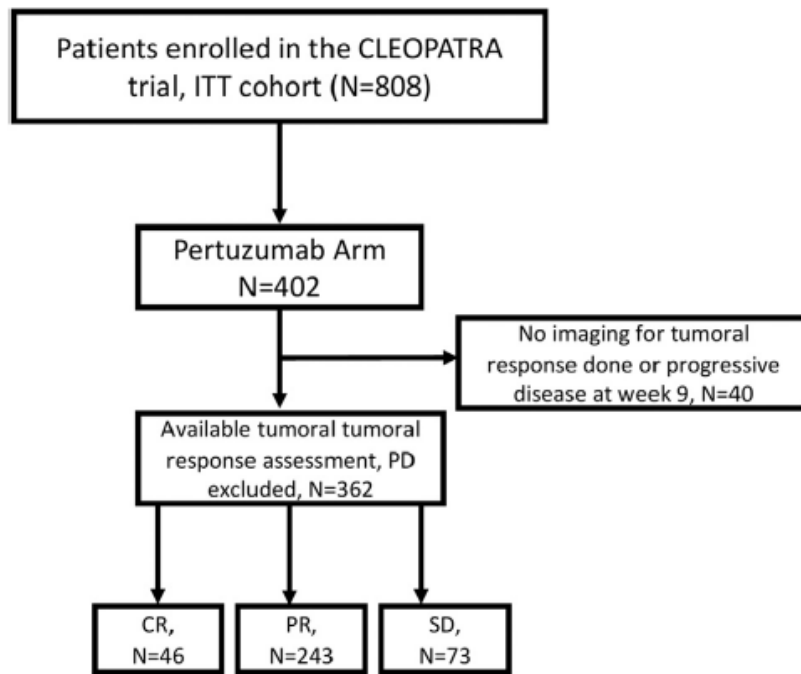 Patients enrolled in the CLEOPATRA
trial, ITT cohort (N=808)
Pertuzumab Arm
N=402
No imaging for tumoral
response done or progressive
disease at week 9, N=40
Available tumoral tumoral
response assessment, PD
excluded, N=362
CR,
N=46
PR,
N=243
SD,
N=73